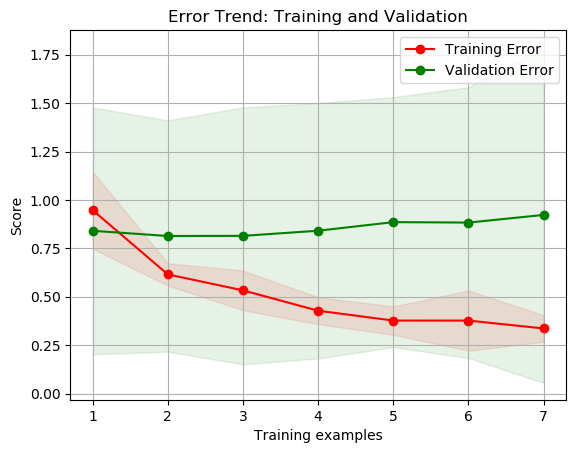 Error Trend: Training and Validation
Training Error
Validation Error
1.75
1.50
1.25
1.00
0.75
0.50
0.25
0.00
Score
1 2 3 4 5 6 7
Training examples